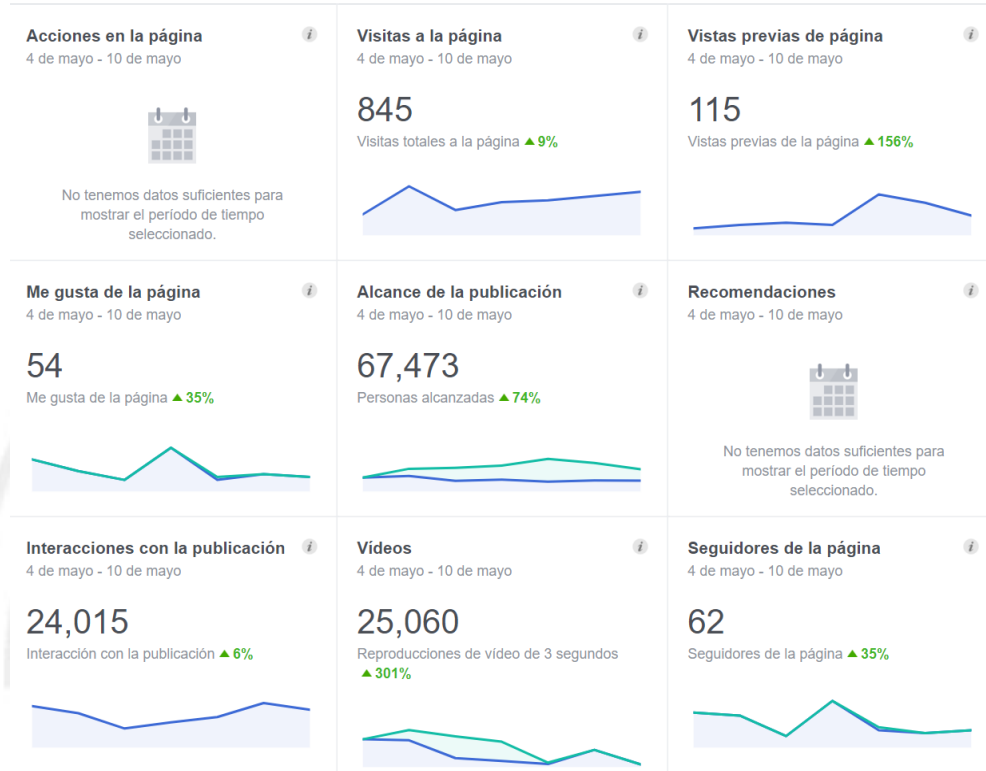 Acciones en la página
4 de mayo - 10 de mayo
No tenemos datos suficientes para
mostrar el período de tiempo
seleccionado.
Visitas a la página
4 de mayo - 10 de mayo
845
Visitas totales a la página ▲ 9%
Vistas previas de página
4 de mayo - 10 de mayo
115
Vistas previas de la página ▲ 156%
Me gusta de la página
4 de mayo - 10 de mayo
54
Me gusta de la página ▲ 35%
Alcance de la publicación
4 de mayo - 10 de mayo
67,473
Personas alcanzadas ▲ 74%
Recomendaciones
4 de mayo - 10 de mayo
No tenemos datos suficientes para
mostrar el período de tiempo
seleccionado.
Interacciones con la publicación
4 de mayo - 10 de mayo
24,015
Interacción con la publicación ▲ 6%
Vídeos
4 de mayo - 10 de mayo
25,060
Reproducciones de vídeo de 3 segundos
▲ 301%
Seguidores de la página
4 de mayo - 10 de mayo
62
Seguidores de la página ▲ 35%